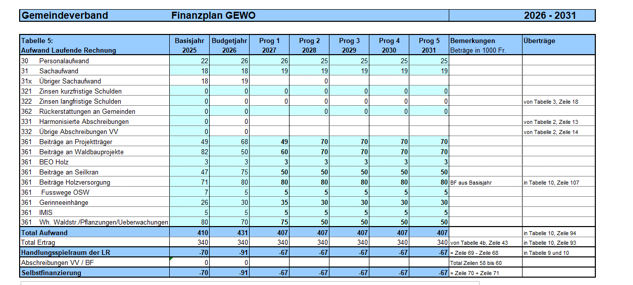 Gemeindeverband Finanzplan GEWO 2026 - 2031
Tabelle 5: Basisjahr Budgetjahr Prog 1 Prog 2 Prog 3 Prog 4 Prog 5 Bemerkungen Überträge
Aufwand Laufende Rechnung 2025 2026 2027 2028 2029 2030 2031 Beträge in 1000 Fr.
30 Personalaufwand 22 26 26 25 25 25 25
31 Sachaufwand 18 18 19 19 19 19 19
31x Übriger Sachaufwand 18 19 0
321 Zinsen kurzfristige Schulden 0 0 0 0 0 0 0
322 Zinsen langfristige Schulden 0 0 0 0 0 0 0 von Tabelle 3, Zeile 18
362 Rückerstattungen an Gemeinden 0 0 0 0 0 0 0
331 Harmonisierte Abschreibungen 0 0 von Tabelle 2, Zeile 13
332 Übrige Abschreibungen VV 0 0 von Tabelle 2, Zeile 14
361 Beiträge an Projektträger 49 68 49 70 70 70 70
361 Beiträge an Waldbauprojekte 82 50 60 70 70 70 70
361 BEO Holz 3 3 3 3 3 3 3
361 Beiträge an Seilkran 47 75 50 50 50 50 50
361 Beiträge Holzversorgung 71 80 80 80 80 80 80 BF aus Basisjahr in Tabelle 10, Zeile 107
361 Fusswege OSW 7 5 5 5 5 5 5
361 Gerinneeinhänge 26 30 35 30 30 30 30
361 IMIS 5 5 5 5 5 5 5
361 Wh. Waldstr./Pflanzungen/Ueberwachungen 80 70 75 50 50 50 50
Total Aufwand 410 431 407 407 407 407 407 in Tabelle 10, Zeile 94
Total Ertrag 340 340 340 340 340 340 340 von Tabelle 4b, Zeile 43 in Tabelle 10, Zeile 93
Handlungsspielraum der LR -70 -91 -67 -67 -67 -67 -67 = Zeile 69 - Zeile 68 in Tabelle 9 und 10
Abschreibungen VV / BF 0 0 Total Zeilen 58 bis 60
Selbstfinanzierung -70 -91 -67 -67 -67 -67 -67 = Zeile 70 + Zeile 71